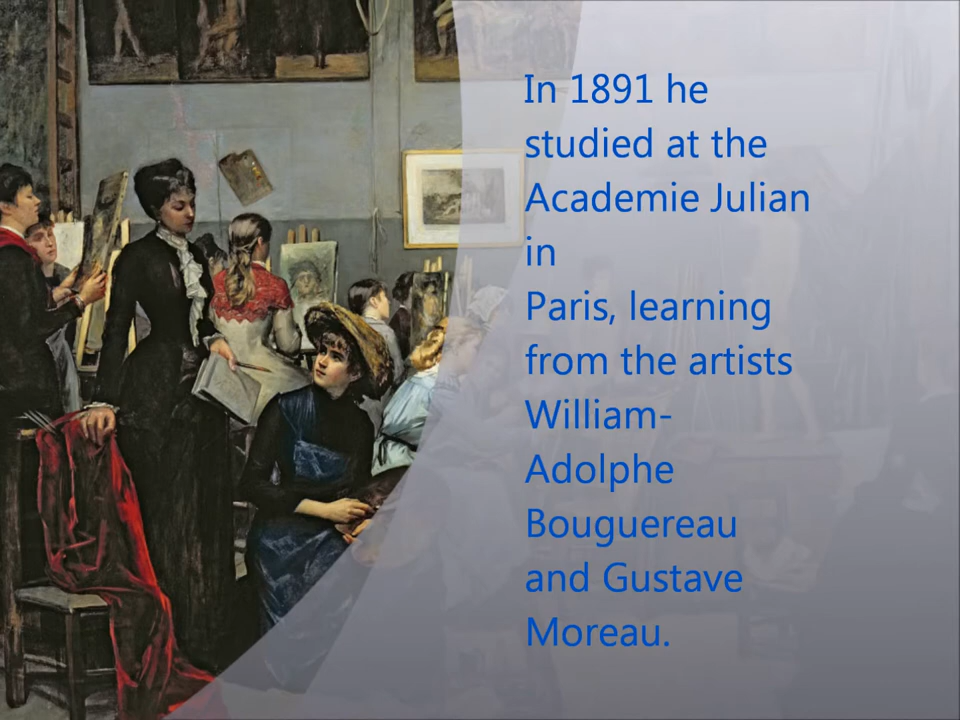 In 1891 he
studied at the
Academie Julian
in
Paris, learning
from the artists
William-
Adolphe
Bouguereau
and Gustave
Moreau.